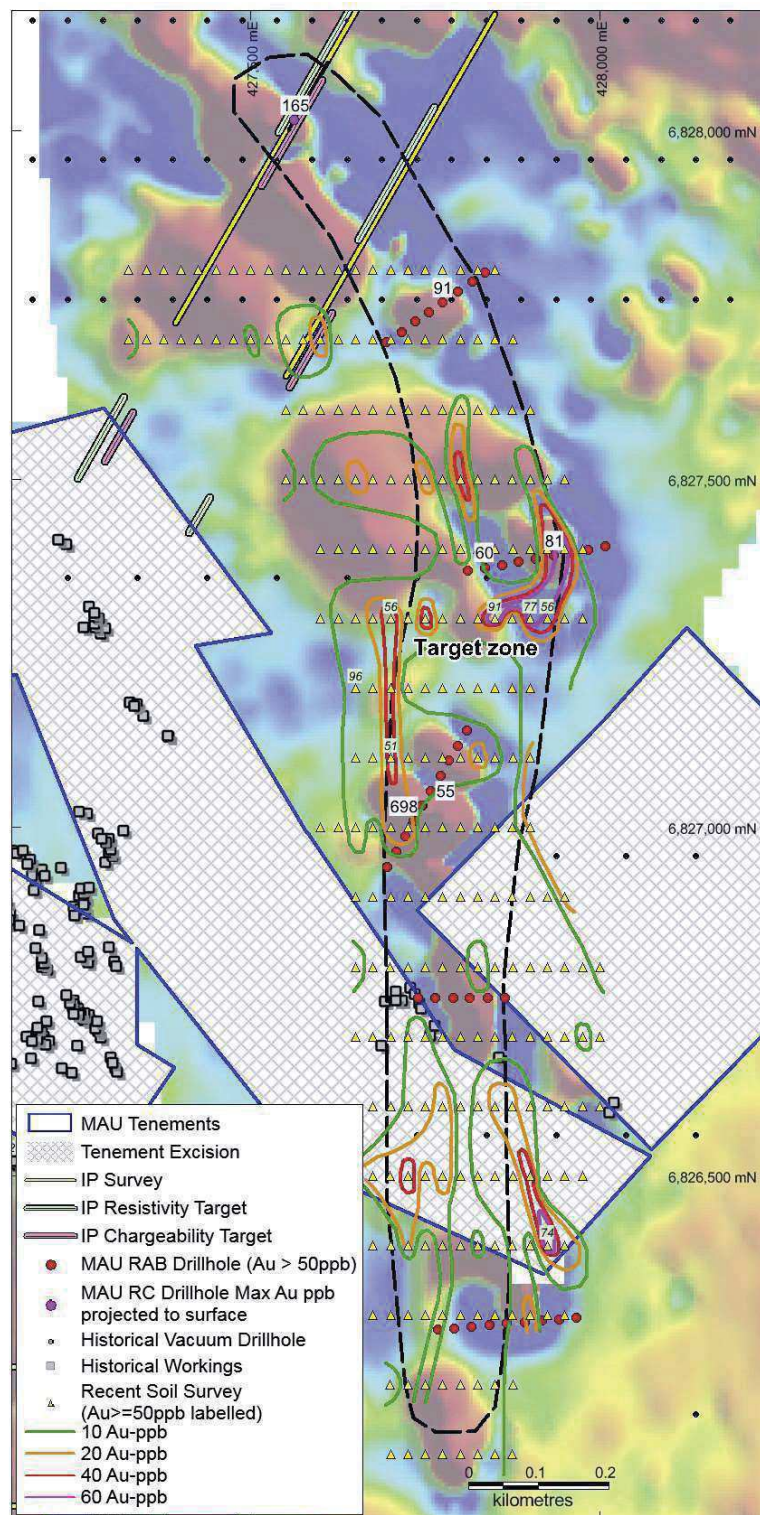 427,500 mE
428,000 mE
165
6,828,000 mN
91
6,827,500 mN
81
60
56
91
77
56
Target zone
96
51
55
698
6,827,000 mN
6,826,500 mN
74
MAU Tenements
Tenement Excision
IP Survey
IP Resistivity Target
IP Chargeability Target
MAU RAB Drillhole (Au > 50ppb)
MAU RC Drillhole Max Au ppb
projected to surface
Historical Vacuum Drillhole
Historical Workings
Recent Soil Survey
(Au>=50ppb labelled)
10 Au-ppb
20 Au-ppb
40 Au-ppb
60 Au-ppb
0 0.1 0.2
kilometres